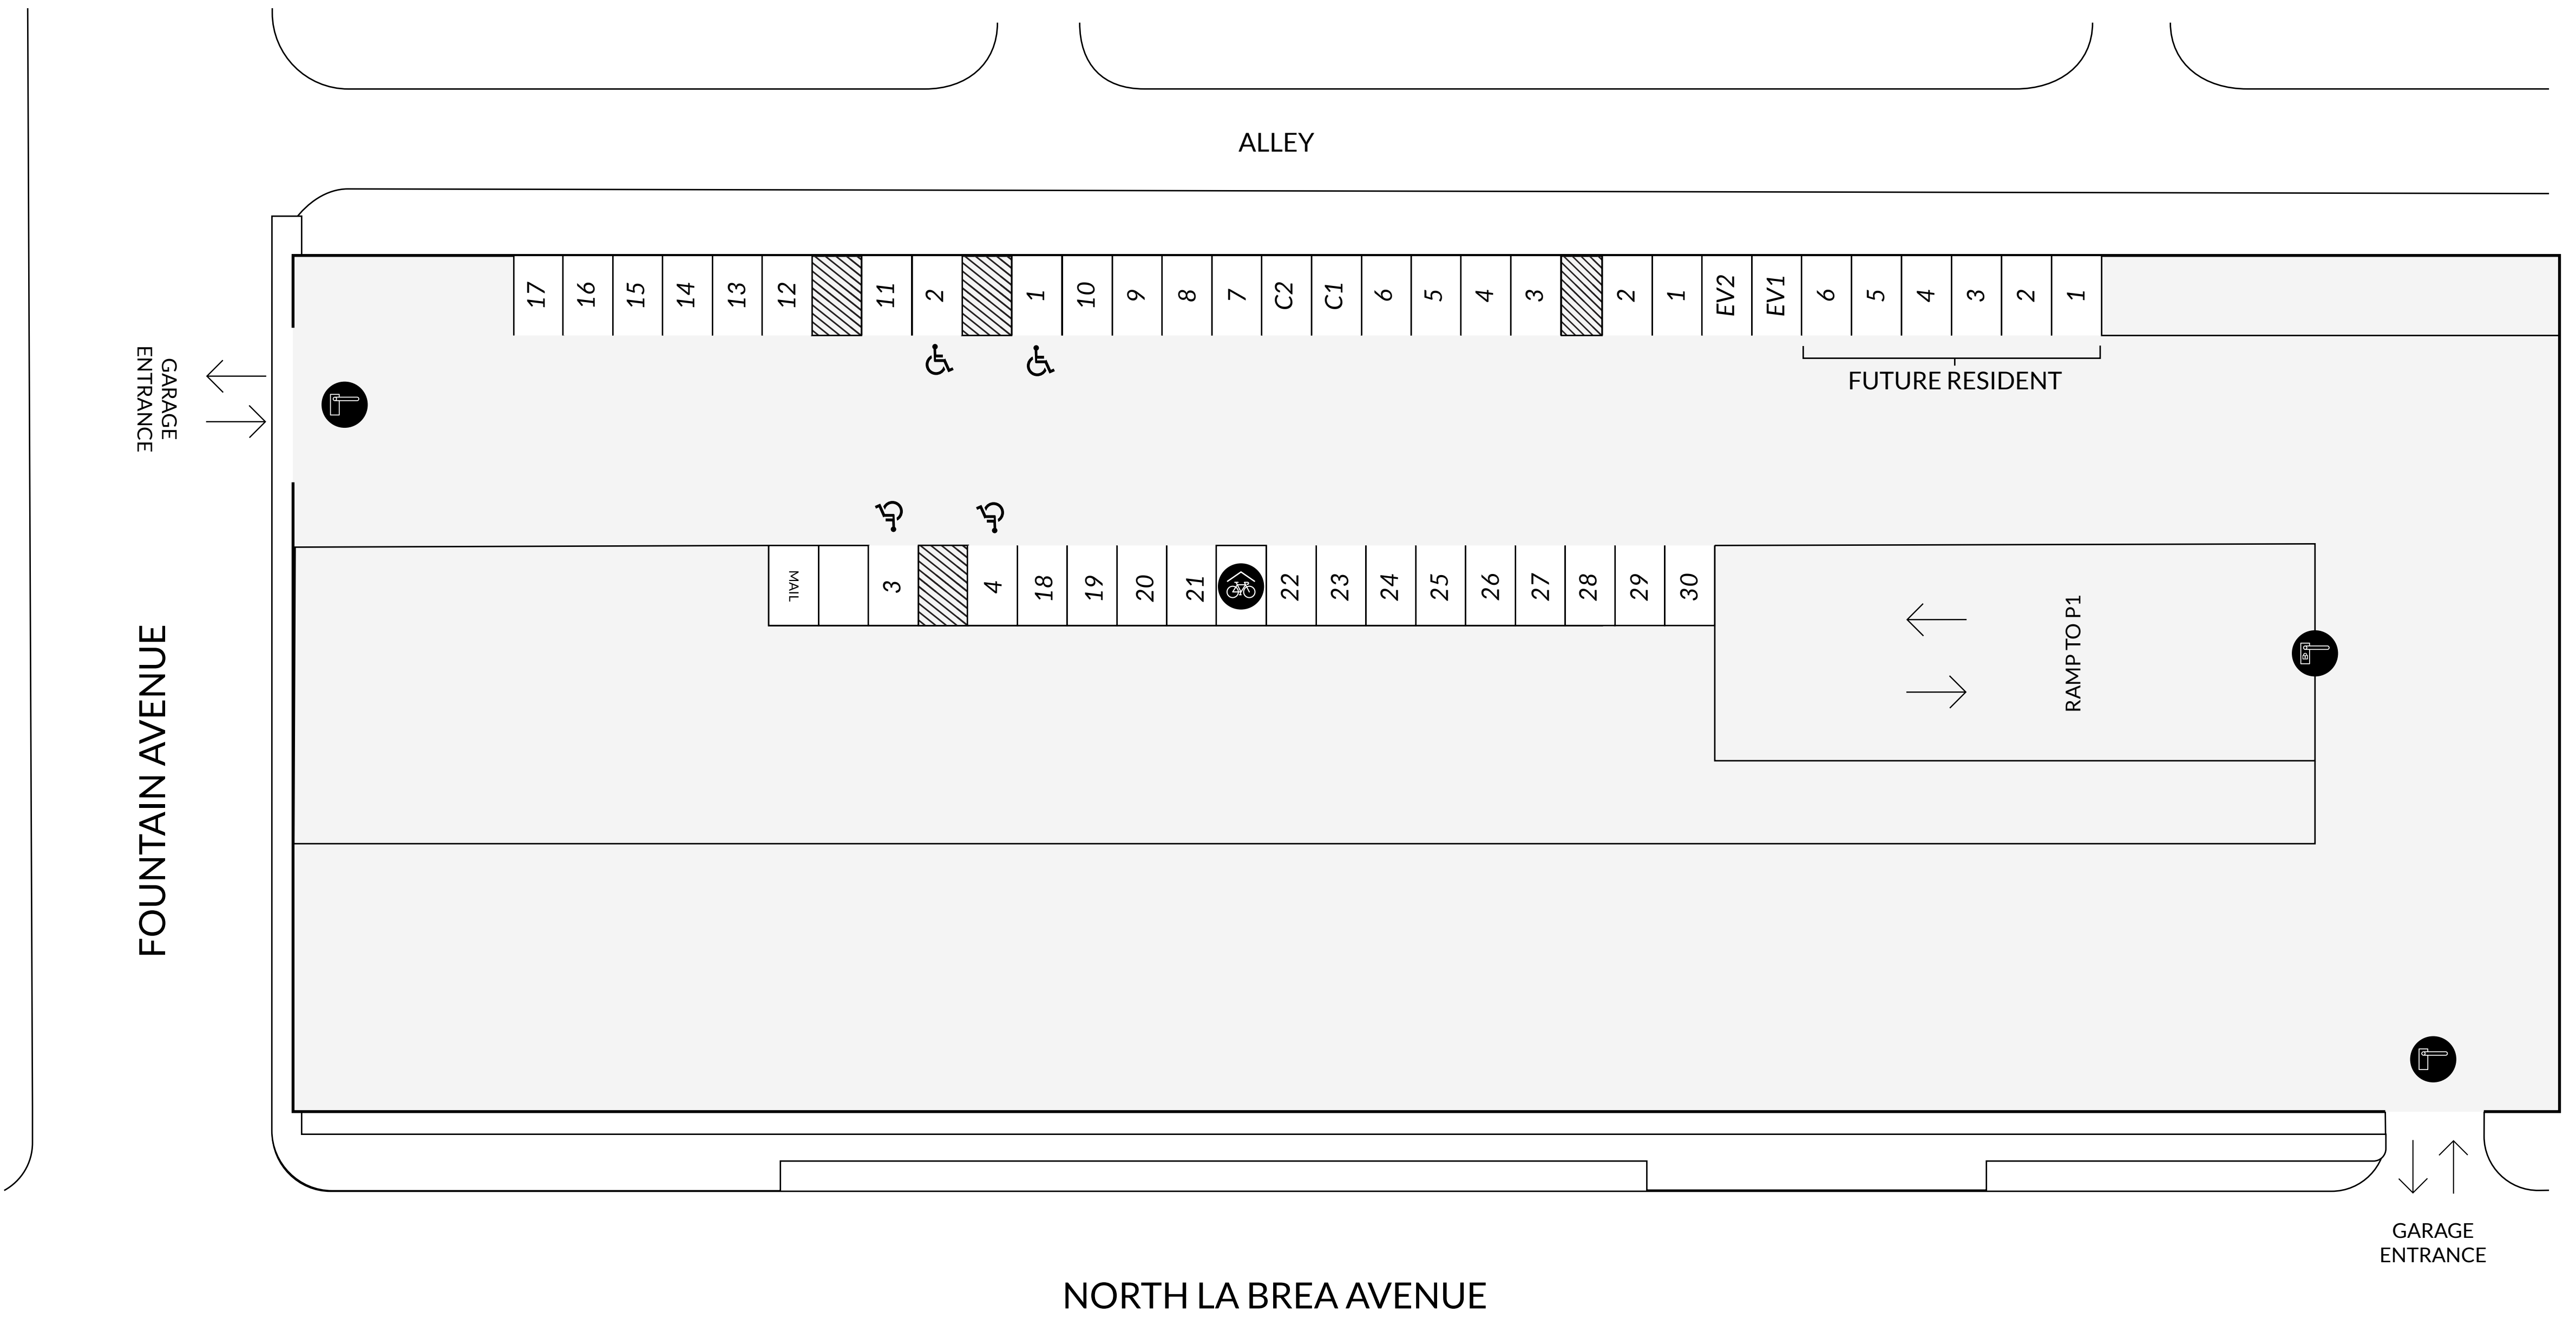 ALLEY
17
16
15
14
13
12
11
2
1
10
9
8
7
C2
C1
6
5
4
3
2
1
EV2
EV1
6
5
4
3
2
1
FUTURE RESIDENT
GARAGE
ENTRANCE
MAIL
3
4
18
19
20
21
22
23
24
25
26
27
28
29
30
RAMP TO P1
FOUNTAIN AVENUE
GARAGE
ENTRANCE
NORTH LA BREA AVENUE